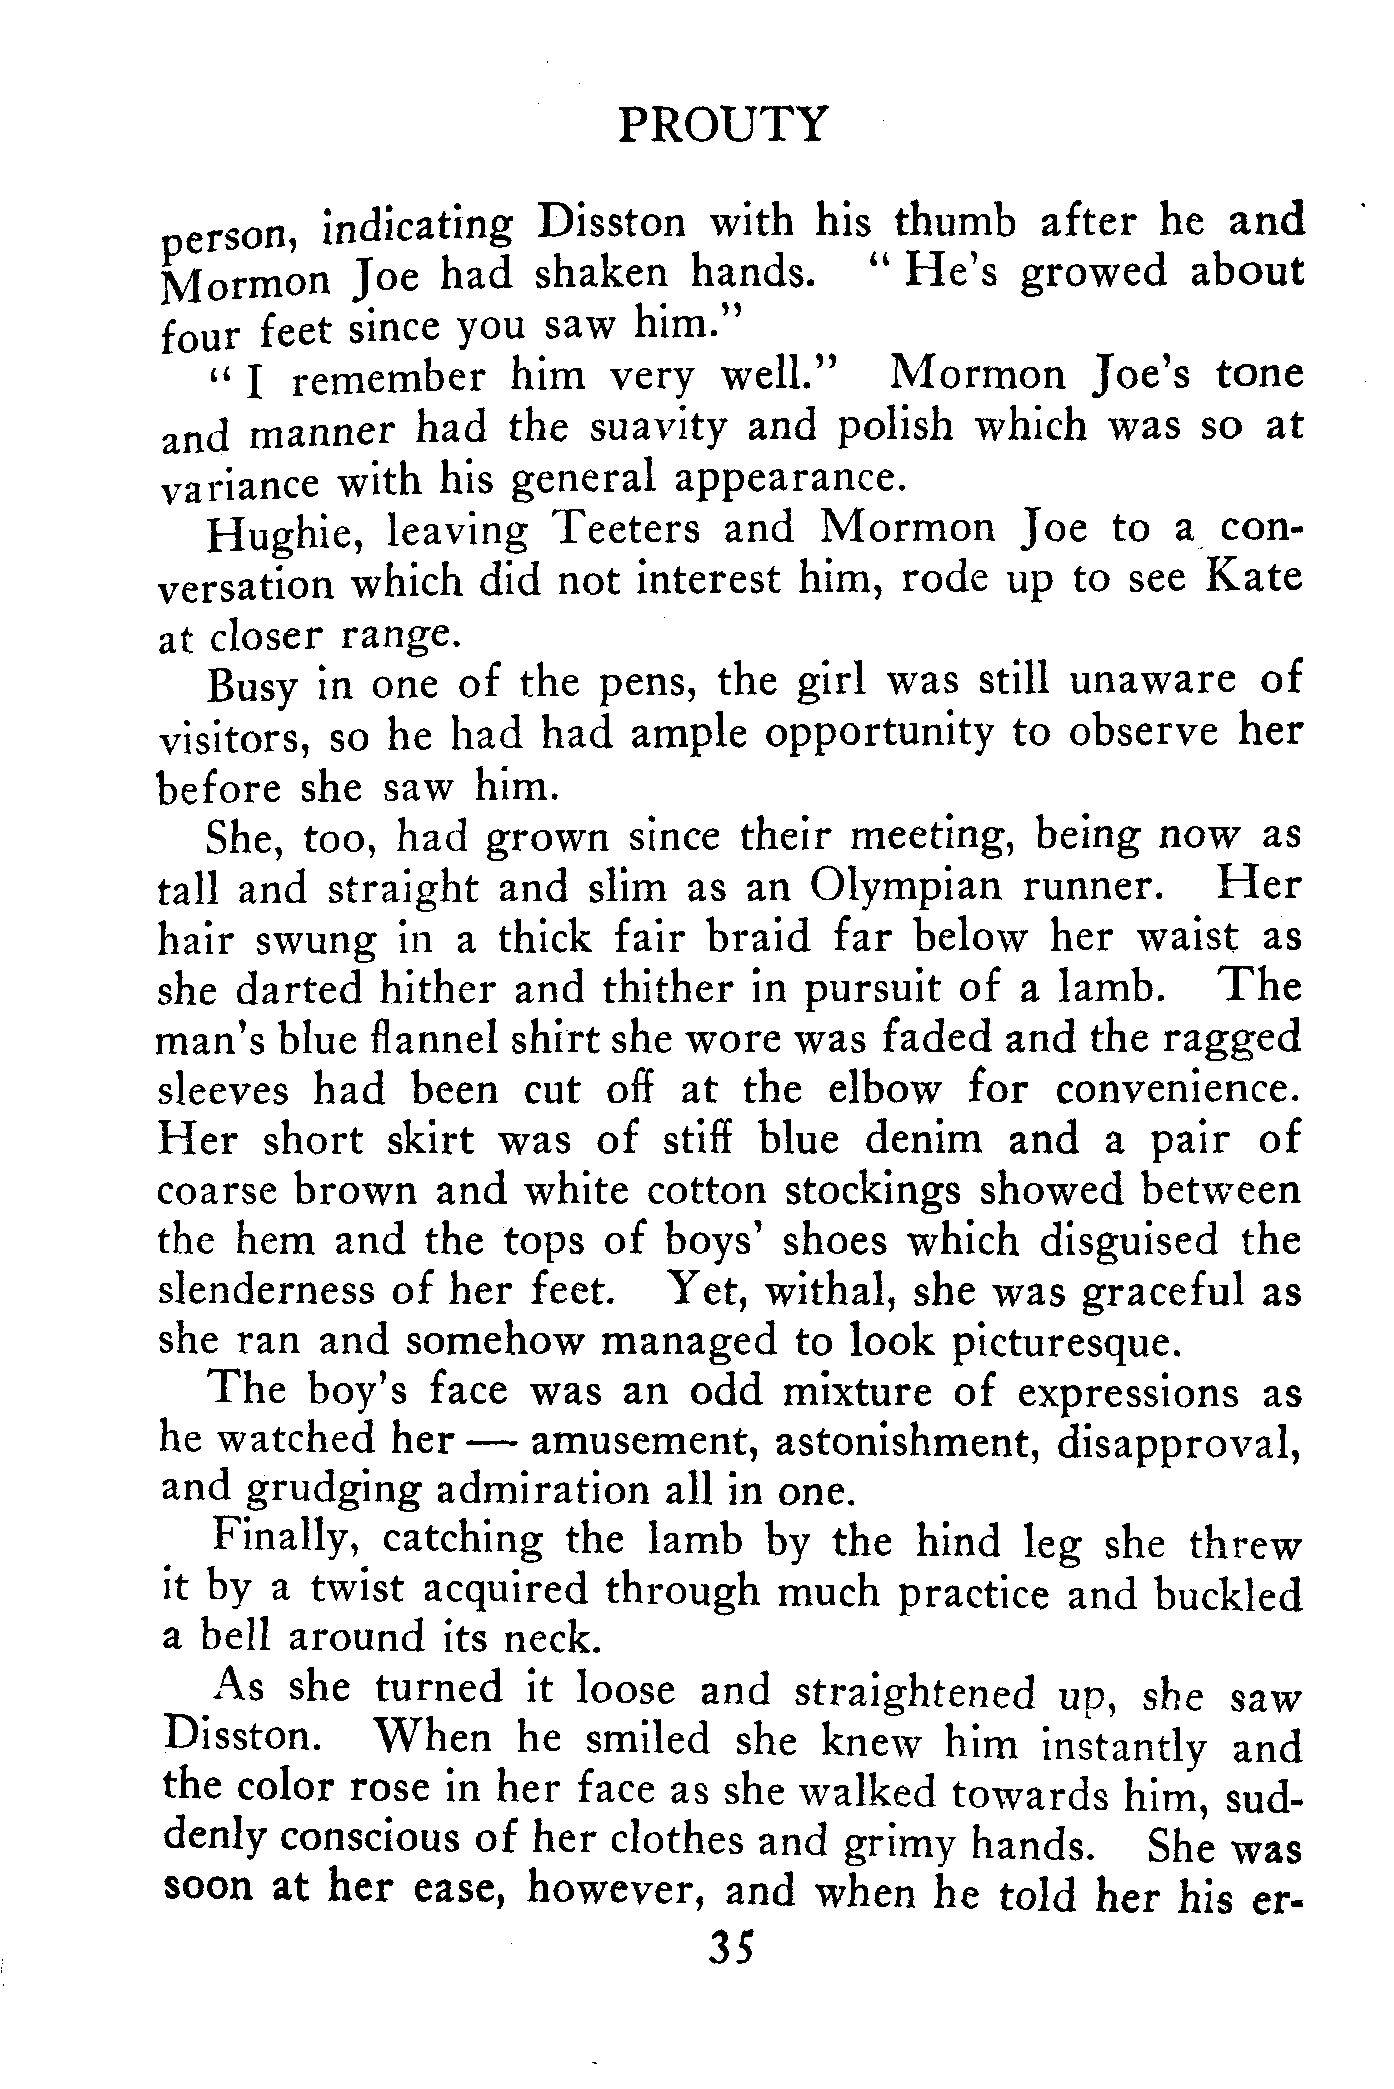 PROUTY
person, indicating Disston with his thumb after he and
Mormon Joe had shaken hands. “ He’s growed about
four feet since you saw him.”
“ I remember him very well.” Mormon Joe’s tone
and manner had the suavity and polish which was so at
variance with his general appearance.
Hughie, leaving Teeters and Mormon Joe to a con-
versation which did not interest him, rode up to see Kate
at closer range.
Busy in one of the pens, the girl was still unaware of
visitors, so he had had ample opportunity to observe her
before she saw him.
She, too, had grown since their meeting, being now as
tall and straight and slim as an Olympian runner. Her
hair swung in a thick fair braid far below her waist as
she darted hither and thither in pursuit of a lamb. The
man’s blue flannel shirt she wore was faded and the ragged
sleeves had been cut off at the elbow for convenience.
Her short skirt was of stiff blue denim and a pair of
coarse brown and white cotton stockings showed between
the hem and the tops of boys’ shoes which disguised the
slenderness of her feet. Yet, withal, she was graceful as
she ran and somehow managed to look picturesque.
The boy’s face was an odd mixture of expressions as
he watched her — amusement, astonishment, disapproval,
and grudging admiration all in one.
Finally, catching the lamb by the hind leg she threw
it by a twist acquired through much practice and buckled
a bell around its neck.
As she turned it loose and straightened up, she saw
Disston. When he smiled she knew him instantly and
the color rose in her face as she walked towards him, sud-
denly conscious of her clothes and grimy hands. She was
soon at her ease, however, and when he told her his er-
35